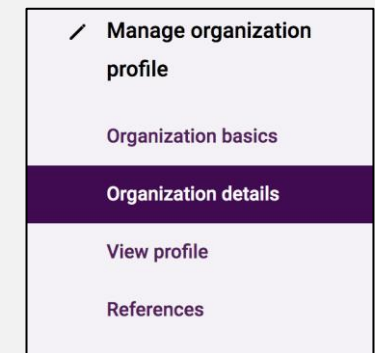 Manage organization
profile
Organization basics
Organization details
View profile
References